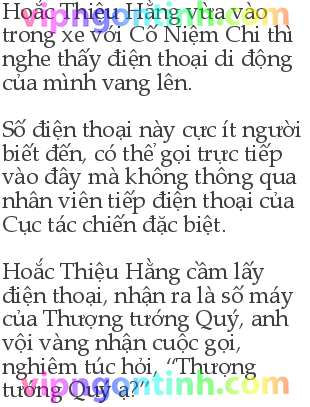 Hoắc Thiệu Hằng vừa vào
trong xe với Cố Niệm Chi thì
nghe thấy điện thoại di động
của mình vang lên.
Số điện thoại này cực ít người
biết đến, có thể gọi trực tiếp
vào đây mà không thông qua
nhân viên tiếp điện thoại của
Cục tác chiến đặc biệt.
Hoắc Thiệu Hằng cầm lấy
điện thoại, nhận ra là số máy
của Thượng tướng Quý, anh
vội vàng nhận cuộc gọi,
nghiêm túc hỏi, “Thượng
tướng Quý ạ?”
vipngontinh.com
vipngontinh.com